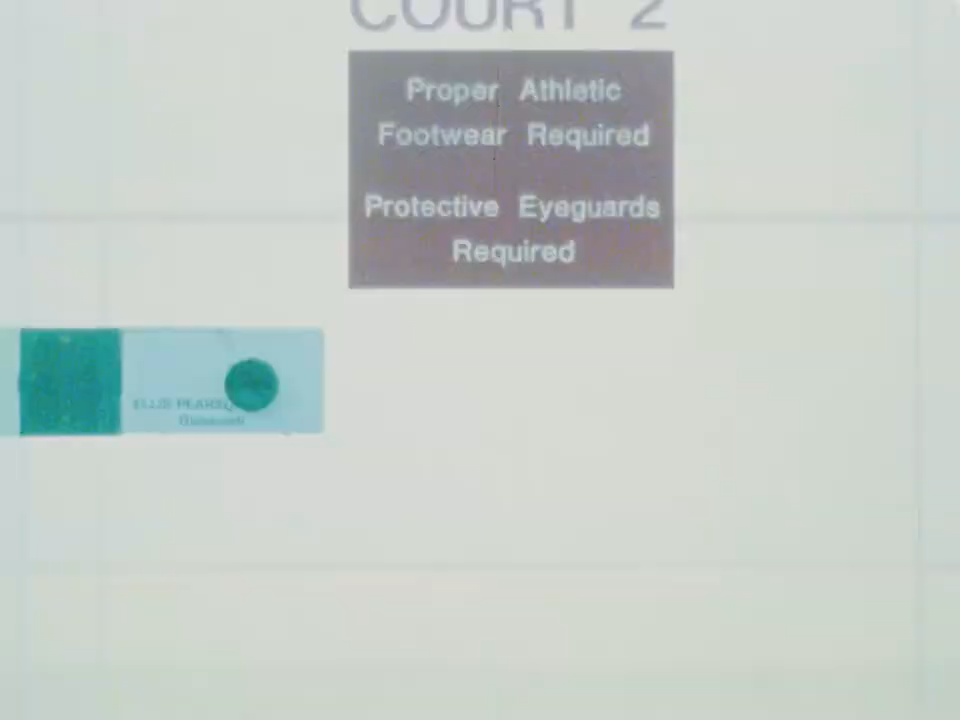 COURT 2
Proper Athletic
Footwear Required
Protective Eyeguards
Required